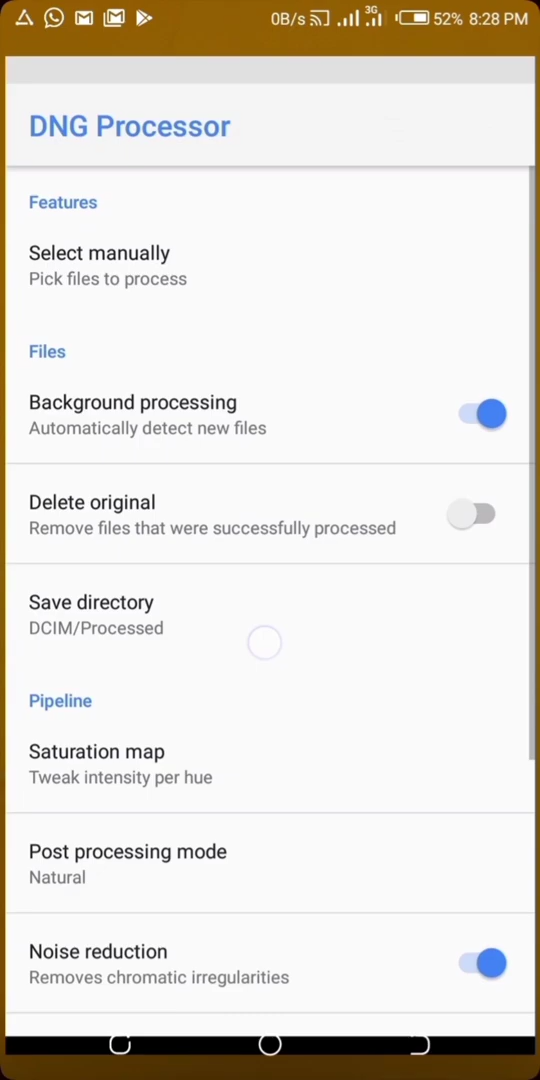 0B/s 3G 52% 8:28 PM
DNG Processor
Features
Select manually
Pick files to process
Files
Background processing
Automatically detect new files
Delete original
Remove files that were successfully processed
Save directory
DCIM/Processed
Pipeline
Saturation map
Tweak intensity per hue
Post processing mode
Natural
Noise reduction
Removes chromatic irregularities